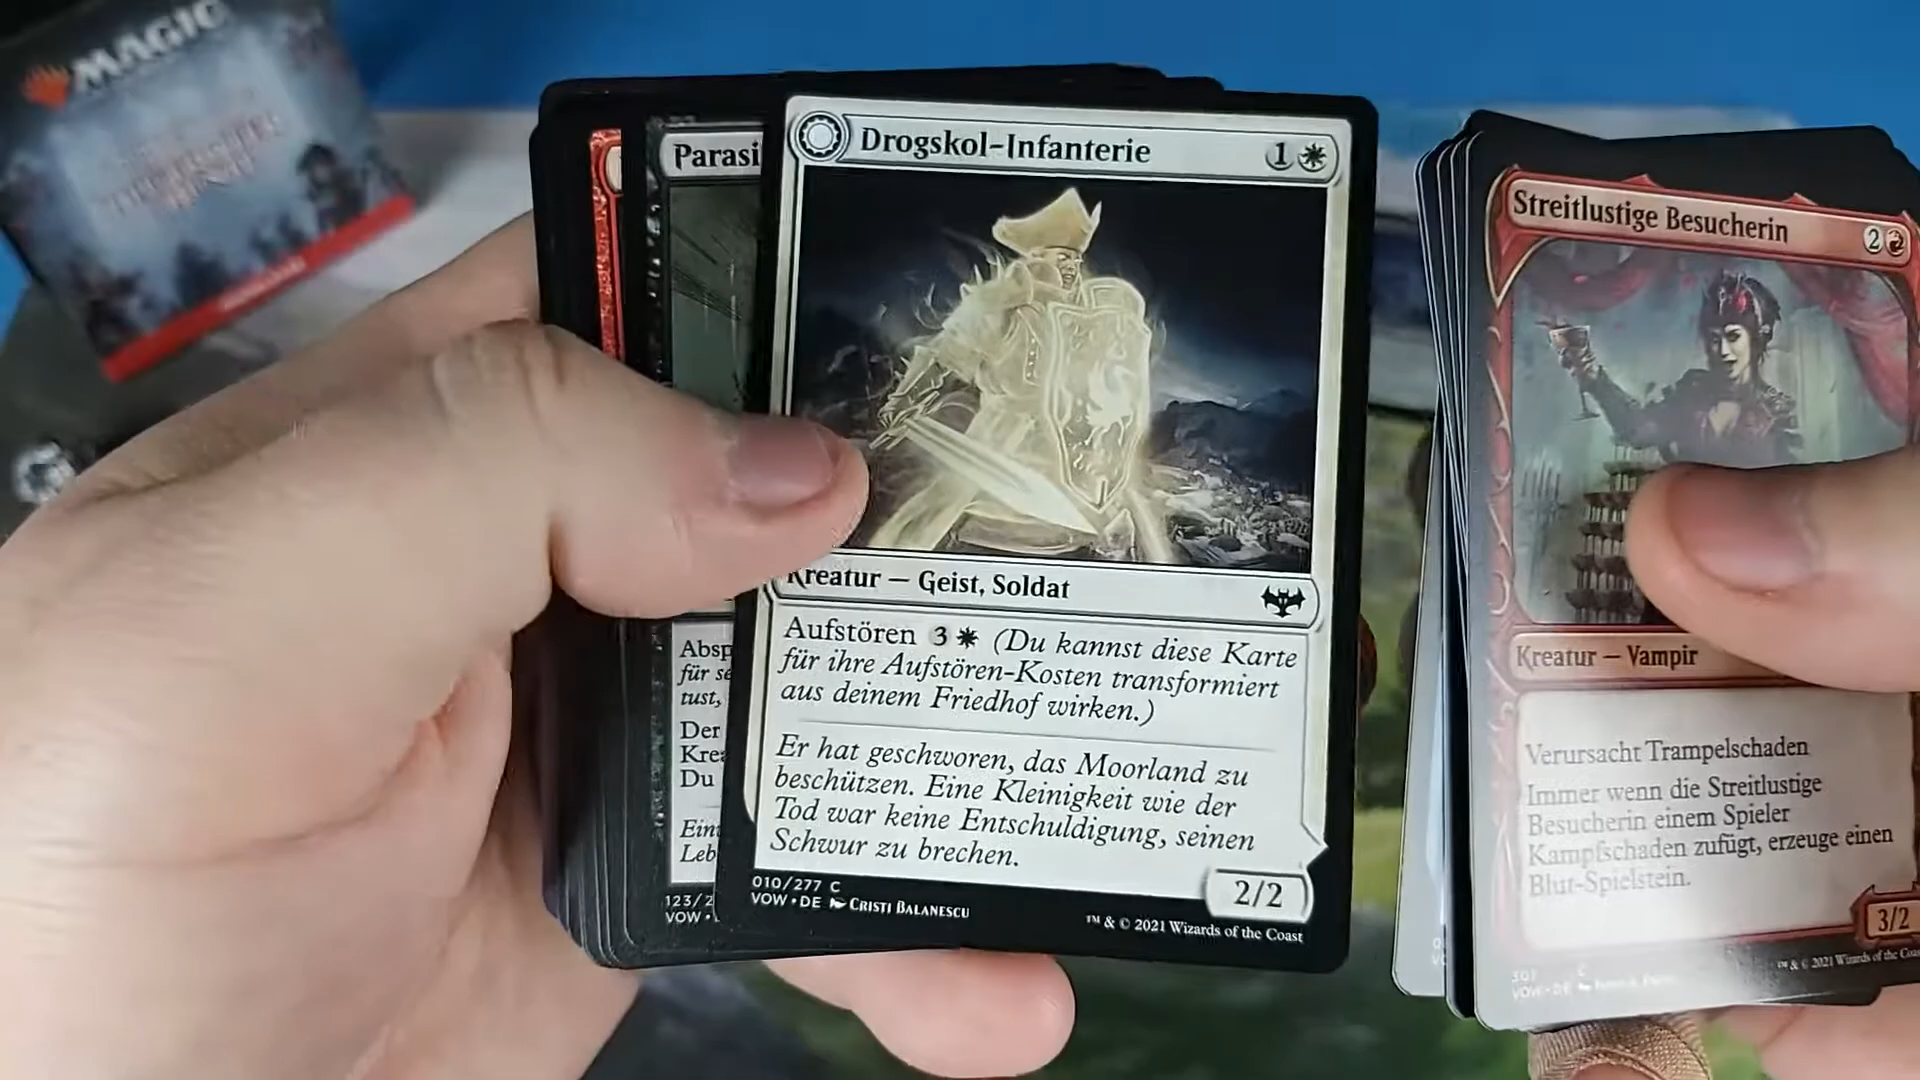 MAGIC
Parasi
Absp
für se
tust,
Der
Krea
Du
Ein
Leb
123/2
VOW •
Drogskol-Infanterie
1
Kreatur — Geist, Soldat
Aufstören 3 (Du kannst diese Karte
für ihre Aufstören-Kosten transformiert
aus deinem Friedhof wirken.)
Er hat geschworen, das Moorland zu
beschützen. Eine Kleinigkeit wie der
Tod war keine Entschuldigung, seinen
Schwur zu brechen.
2/2
010/277 C
VOW • DE CRISTI BALANESCU
™ & © 2021 Wizards of the Coast
Streitlustige Besucherin
2
Kreatur — Vampir
Verursacht Trampelschaden
Immer wenn die Streitlustige
Besucherin einem Spieler
Kampfschaden zufügt, erzeuge einen
Blut-Spielstein.
3/2
307 C
VOW • DE
™ & © 2021 Wizards of the Coas